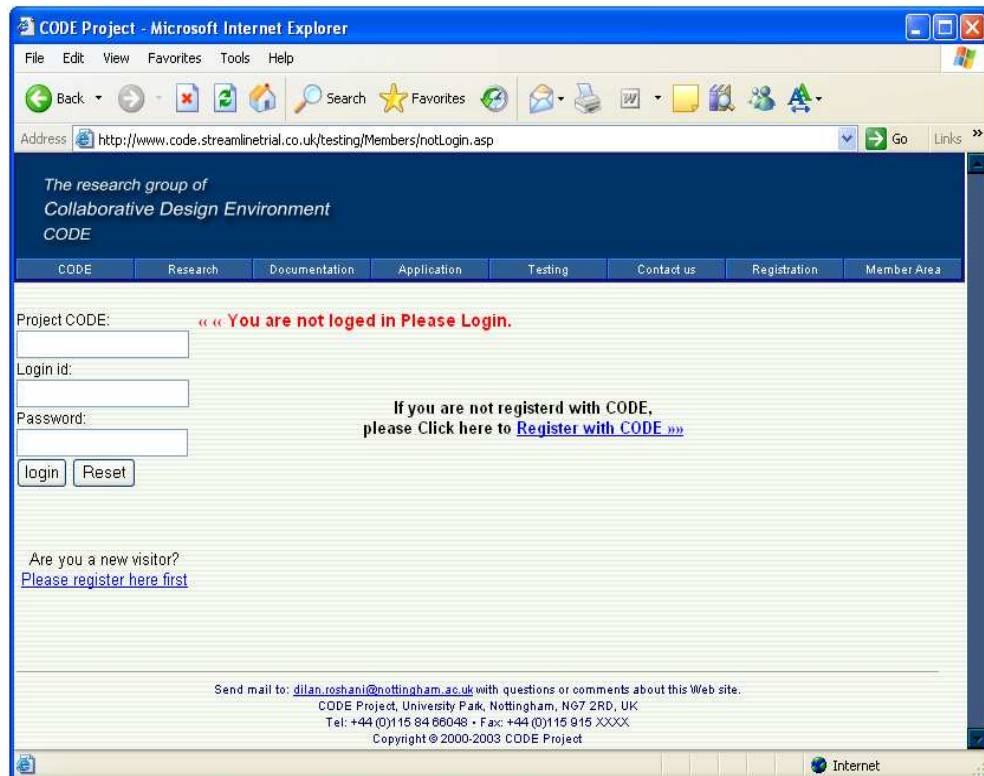 CODE Project - Microsoft Internet Explorer
File Edit View Favorites Tools Help
Back Search Favorites
Address http://www.code.streamlinetrial.co.uk/testing/Members/notLogin.asp Go Links »
The research group of
Collaborative Design Environment
CODE
CODE Research Documentation Application Testing Contact us Registration Member Area
Project CODE:
« « You are not loged in Please Login.
Login id:
Password:
If you are not registerd with CODE,
please Click here to Register with CODE »»
login Reset
Are you a new visitor?
Please register here first
Send mail to: dilan.roshani@nottingham.ac.uk with questions or comments about this Web site.
CODE Project, University Park, Nottingham, NG7 2RD, UK
Tel: +44 (0)115 84 66048 • Fax: +44 (0)115 915 XXXX
Copyright © 2000-2003 CODE Project
Internet